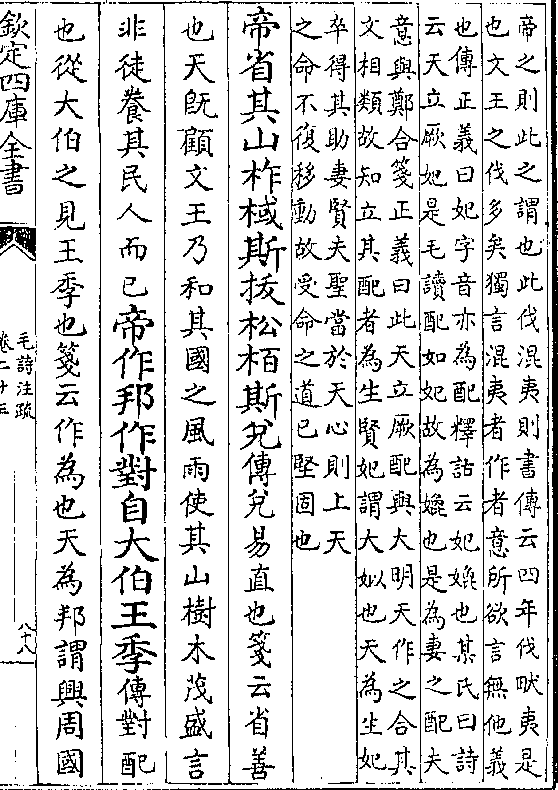 帝之則此之謂也此伐混夷則書傳云四年伐畎夷是
也文王之伐多矣獨言混夷者作者意所欲言無他義
也傳正義曰妃字音亦為配釋詁云妃媲也某氏曰詩
云天立厥妃是毛讀配如妃故為媲也是為妻之配夫
意與鄭合箋正義曰此天立厥配與大明天作之合其
文相類故知立其配者為生賢妃謂大姒也天為生妃
卒得其助妻賢夫聖當於天心則上天
之命不復移動故受命之道已堅固也
帝省其山柞棫斯拔松栢斯兌傳兌易直也箋云省善
也天既顧文王乃和其國之風雨使其山樹木茂盛言
非徒養其民人而已帝作邦作對自大伯王季傳對配
也從大伯之見王季也箋云作為也天為邦謂興周國
欽定四庫全書
毛詩注疏
卷二十三
八十八